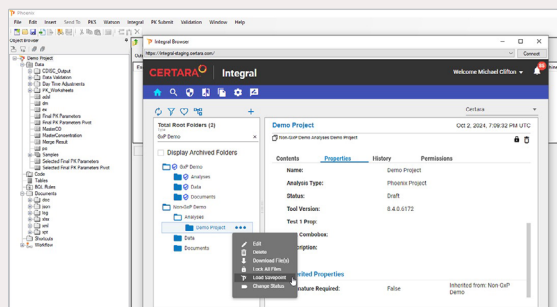 Phoenix
File Edit Insert Send To PKS Watson Integral PK Submit Validation Window Help
Object Browser
Demo Project
Data
CDISC_Output
Data Validation
Day Time Adjustments
PK_Worksheets
adsl
dm
ex
Final PK Parameters
Final PK Parameters Pivot
MasterCO
MasterConcentration
Merge Result
pc
Samples
Selected Final PK Parameters
Selected Final PK Parameters Pivot
Code
Tables
RQL Rules
Documents
doc
json
log
xlsx
xml
xpt
Shortcuts
Workflow
Integral Browser
https://integral-staging.certara.com/
Connect
CERTARA Integral
Welcome Michael Clifton
Total Root Folders (2)
GxP Demo
Display Archived Folders
GxP Demo
Analyses
Data
Documents
Non-GxP Demo
Analyses
Demo Project
Data
Documents
Edit
Delete
Download File(s)
Lock All Files
Load Savepoint
Change Status
Certara
Demo Project
Oct 2, 2024, 7:09:32 PM UTC
Non-GxP Demo\Analyses\Demo Project
Contents Properties History Permissions
Name: Demo Project
Analysis Type: Phoenix Project
Status: Draft
Tool Version: 8.4.0.6172
Test 1 Prop:
Combobox:
cription:
herited Properties
nature Required: False Inherited from: Non GxP Demo